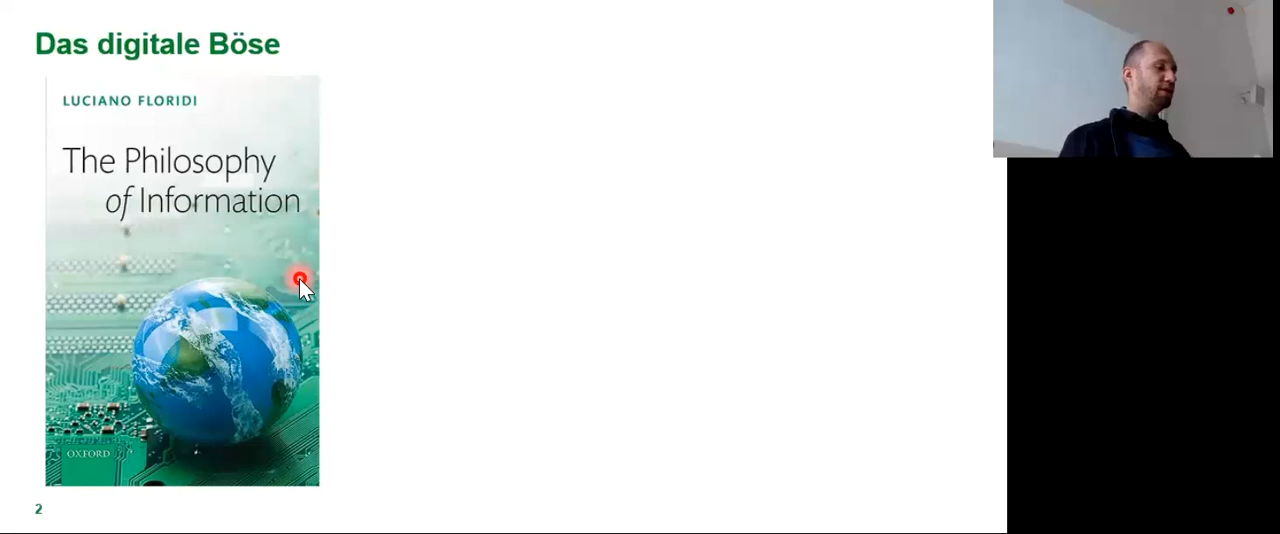 Das digitale Böse
LUCIANO FLORIDI
The Philosophy
of Information
OXFORD
2